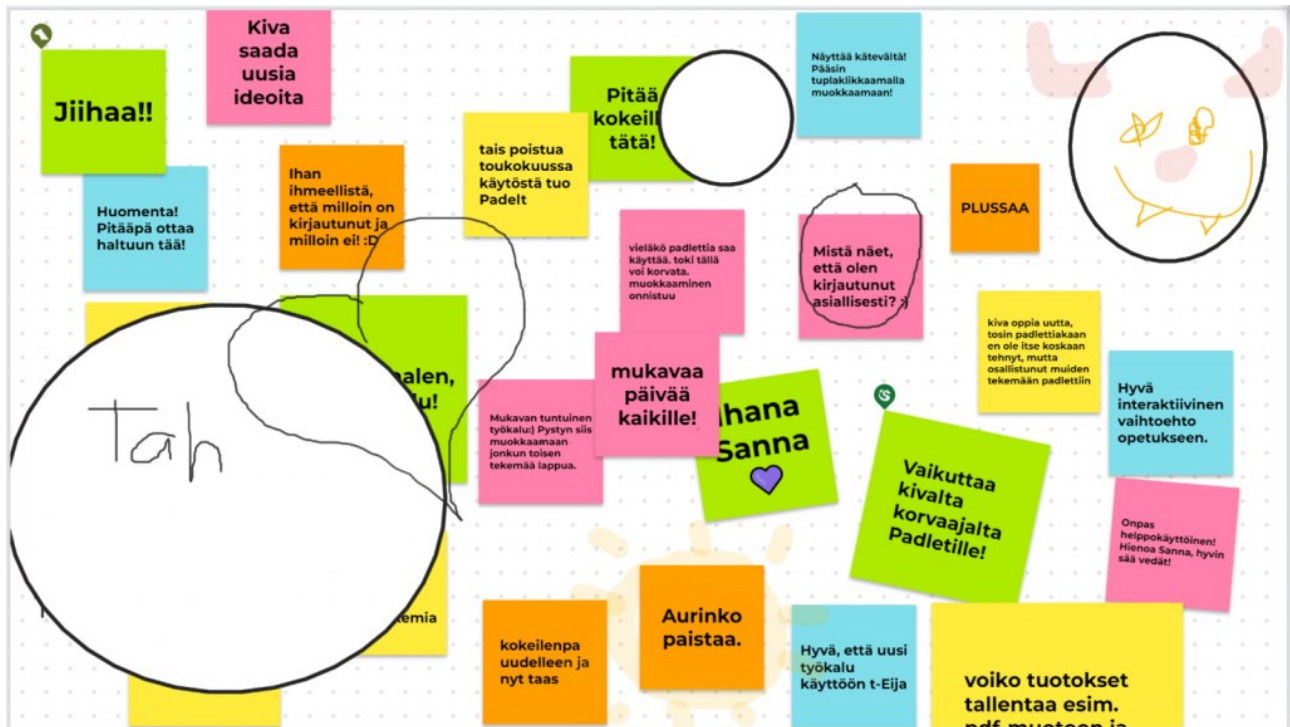 Kiva
saada
uusia
ideoita
Jiihaa!!
Pitää
tätä!
Näyttää kätevältä!
Pääsin
tuplaklikkaamalla
muokkaamaan!
tais poistua
toukokuussa
käytöstä tuo
Padelt
Ihan
ihmeellistä,
että milloin on
kirjautunut ja
milloin ei! :D
Huomenta!
Pitääpä ottaa
haltuun tää!
vieläkö padlettia saa
käyttää. toki tällä
voi korvata.
muokkaaminen
onnistuu
Mistä näet,
että olen
kirjautunut
asiallisesti? :)
PLUSSAA
kiva oppia uutta,
tosin padlettiakaan
en ole itse koskaan
tehnyt, mutta
osallistunut muiden
tekemään padlettiin
mukavaa
päivää
kaikille!
Hyvä
interaktiivinen
vaihtoehto
opetukseen.
Mukavan tuntuinen
työkalu:) Pystyn siis
muokkaamaan
jonkun toisen
tekemää lappua.
Ihana
Sanna
Tah
Vaikuttaa
kivalta
korvaajalta
Padletille!
Onpas
helppokäyttöinen!
Hienoa Sanna, hyvin
sää vedät!
kokeilenpa
uudelleen ja
nyt taas
Aurinko
paistaa.
Hyvä, että uusi
työkalu
käyttöön t-Eija
voiko tuotokset
tallentaa esim.
pdf-muotoon ja